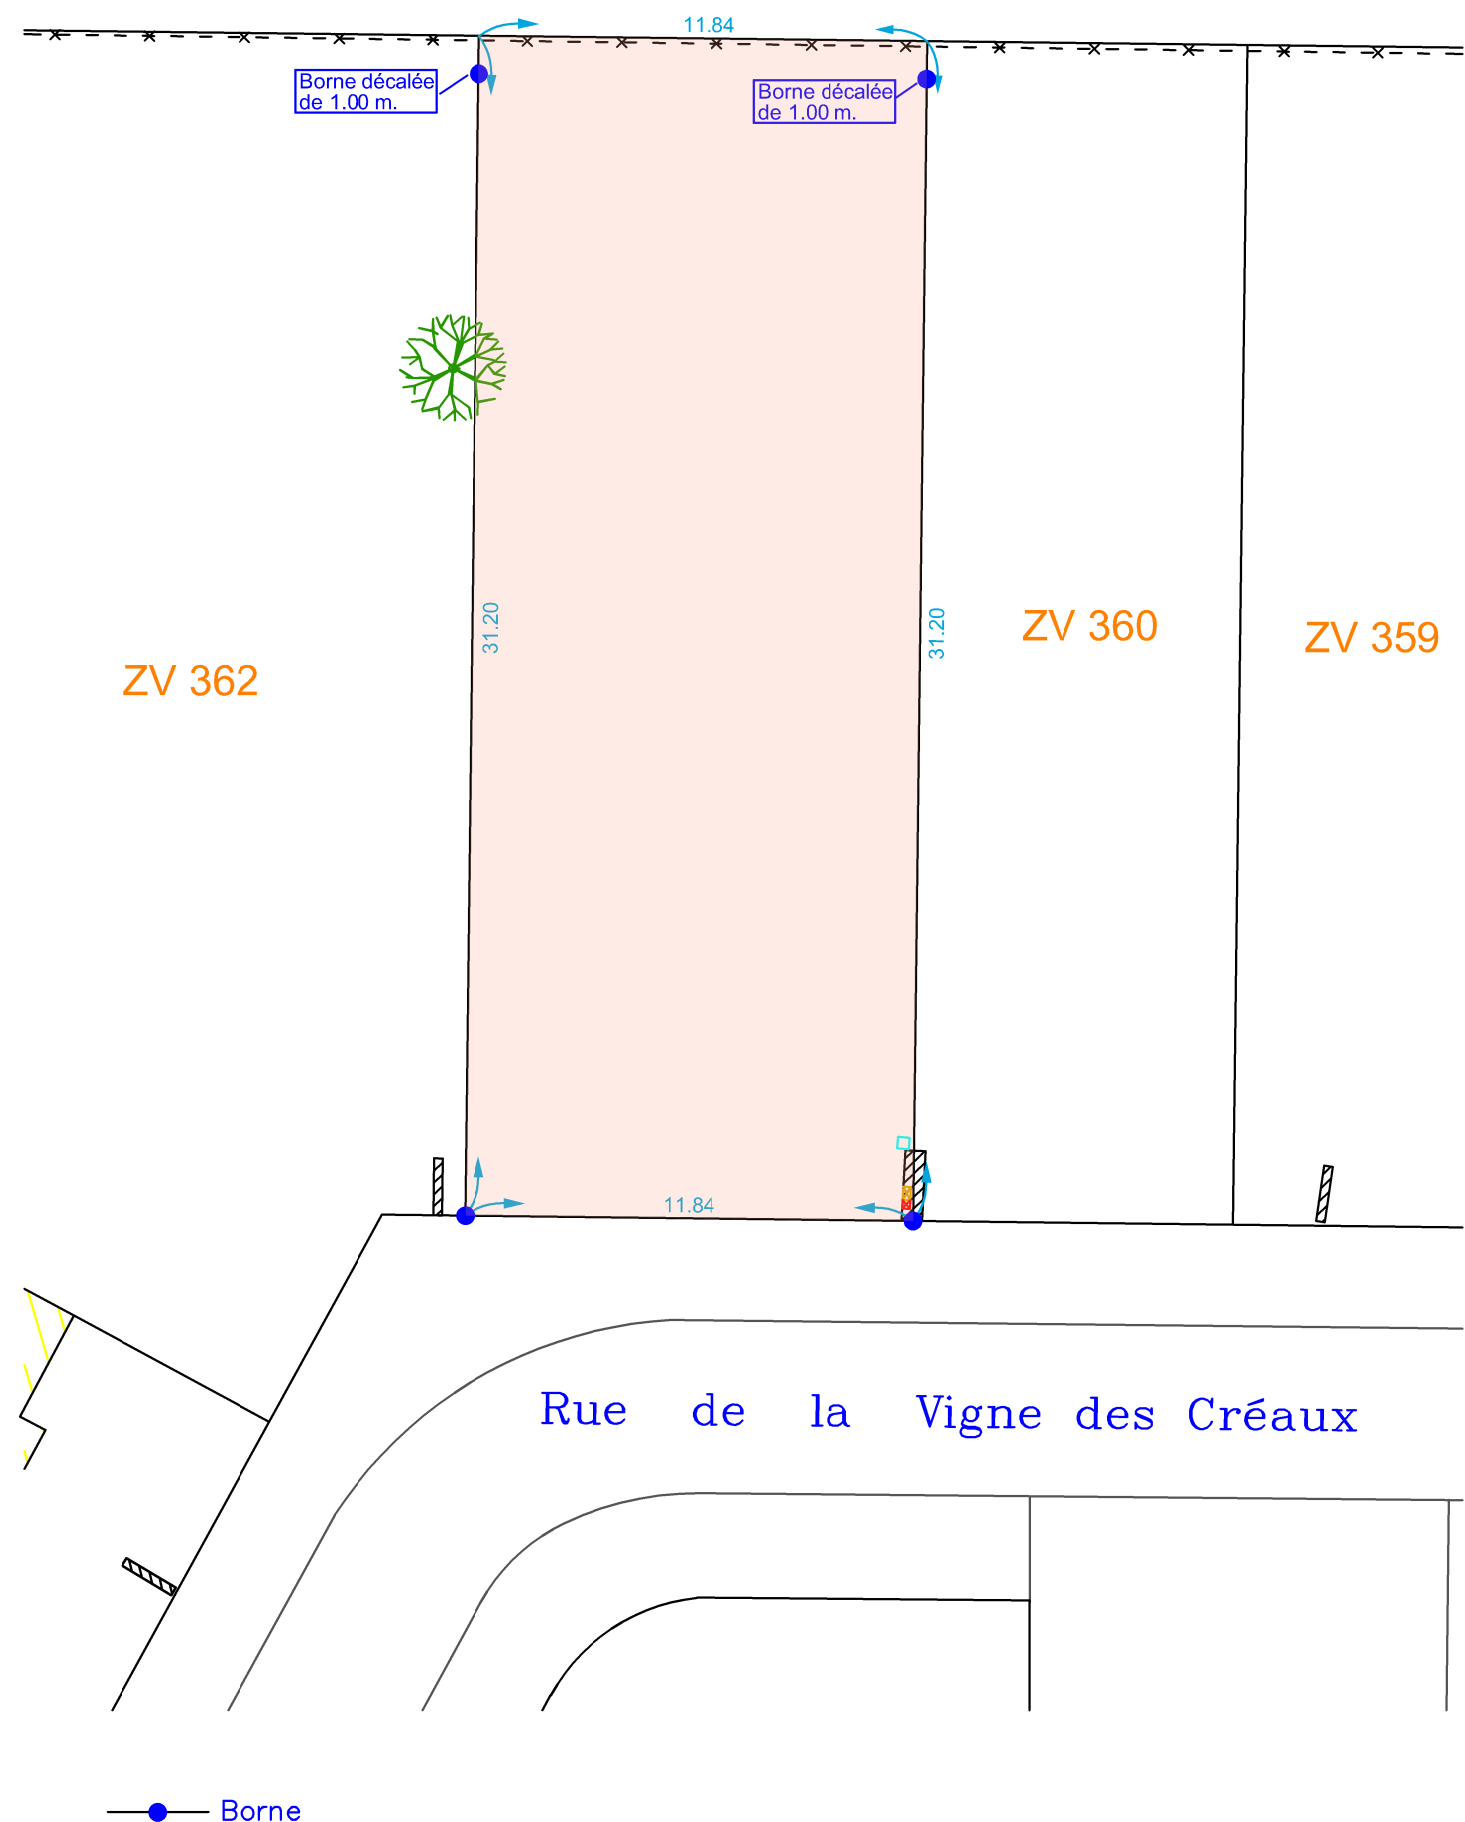 11.84
Borne décalée
de 1.00 m.
Borne décalée
de 1.00 m.
31.20
31.20
ZV 360
ZV 359
ZV 362
11.84
Rue de la Vigne des Créaux
Borne